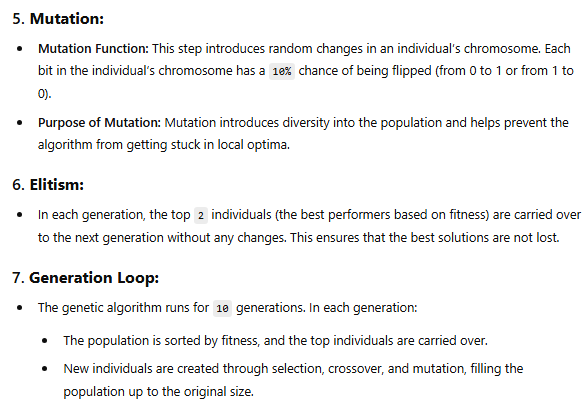 5. Mutation:
• Mutation Function: This step introduces random changes in an individual's chromosome. Each
bit in the individual's chromosome has a 10% chance of being flipped (from 0 to 1 or from 1 to
0).
• Purpose of Mutation: Mutation introduces diversity into the population and helps prevent the
algorithm from getting stuck in local optima.
6. Elitism:
• In each generation, the top 2 individuals (the best performers based on fitness) are carried over
to the next generation without any changes. This ensures that the best solutions are not lost.
7. Generation Loop:
• The genetic algorithm runs for 10 generations. In each generation:
• The population is sorted by fitness, and the top individuals are carried over.
• New individuals are created through selection, crossover, and mutation, filling the
population up to the original size.